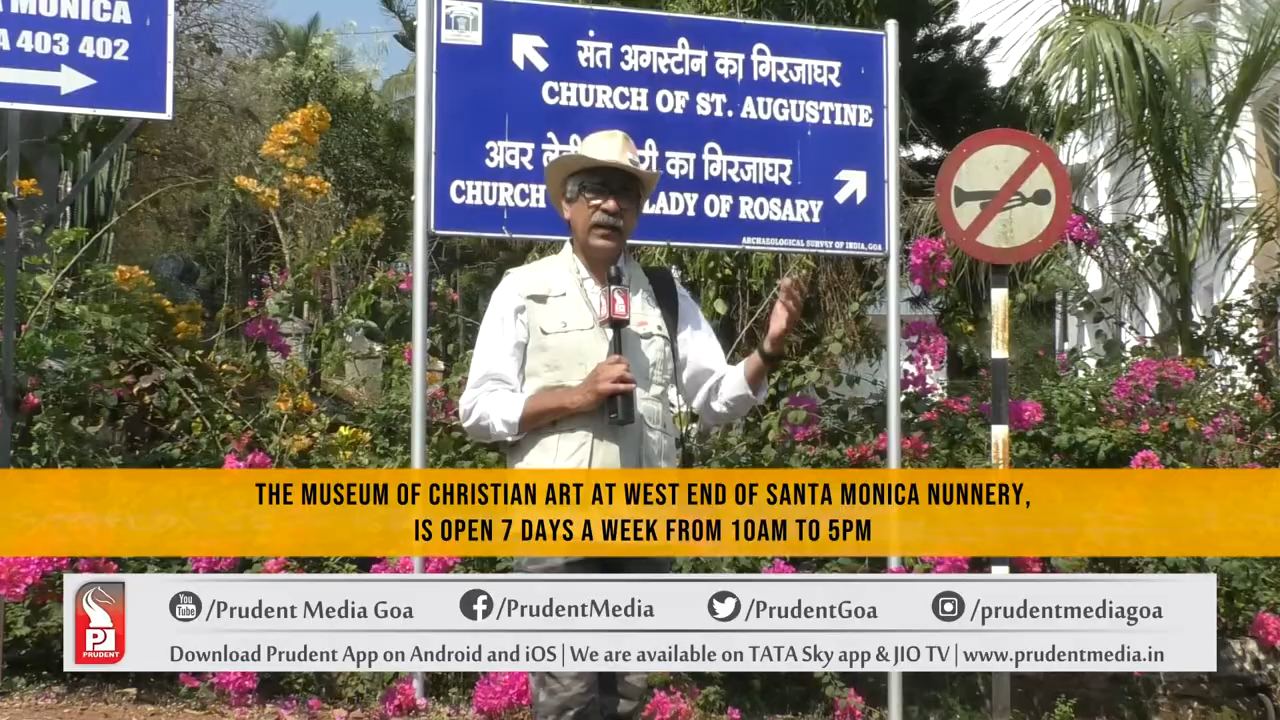 MONICA
A 403 402
संत अगस्टीन का गिरजाघर
CHURCH OF ST. AUGUSTINE
अवर का गिरजाघर
CHURCH LADY OF ROSARY
ARCHAEOLOGICAL SURVEY OF INDIA, GOA
THE MUSEUM OF CHRISTIAN ART AT WEST END OF SANTA MONICA NUNNERY,
IS OPEN 7 DAYS A WEEK FROM 10AM TO 5PM
You Tube /Prudent Media Goa f /PrudentMedia /PrudentGoa /prudentmediagoa
PRUDENT
Download Prudent App on Android and iOS | We are available on TATA Sky app & JIO TV | www.prudentmedia.in